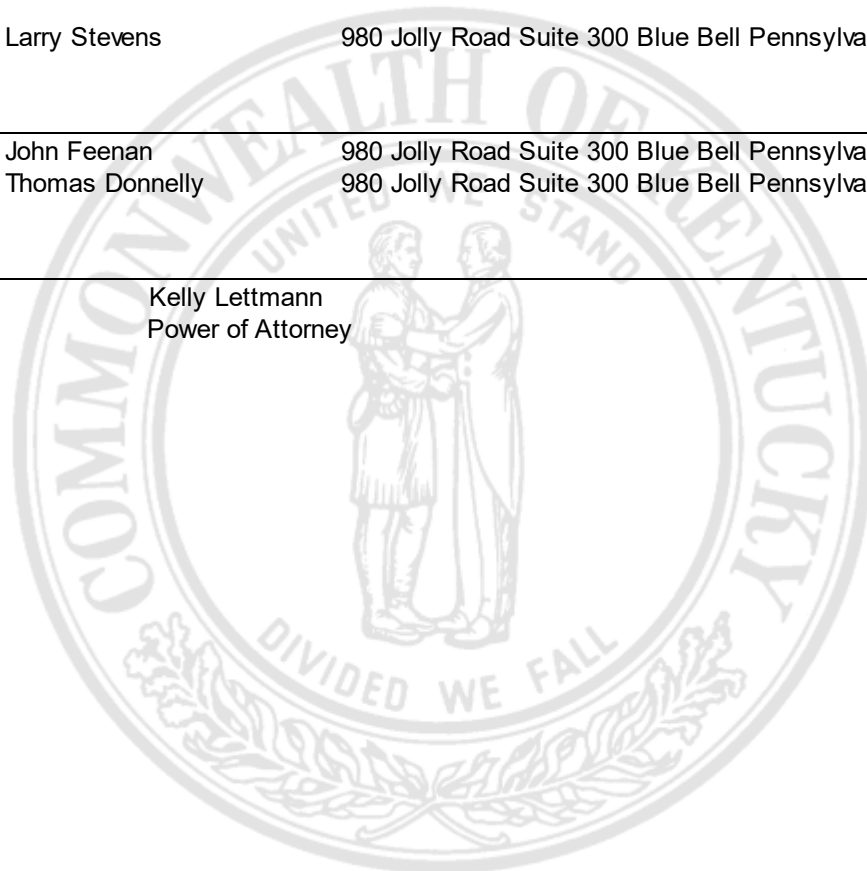 Larry Stevens 980 Jolly Road Suite 300 Blue Bell Pennsylva
John Feenan 980 Jolly Road Suite 300 Blue Bell Pennsylva
Thomas Donnelly 980 Jolly Road Suite 300 Blue Bell Pennsylva
Kelly Lettmann
Power of Attorney
COMMONWEALTH OF KENTUCKY
UNITED WE STAND
DIVIDED WE FALL